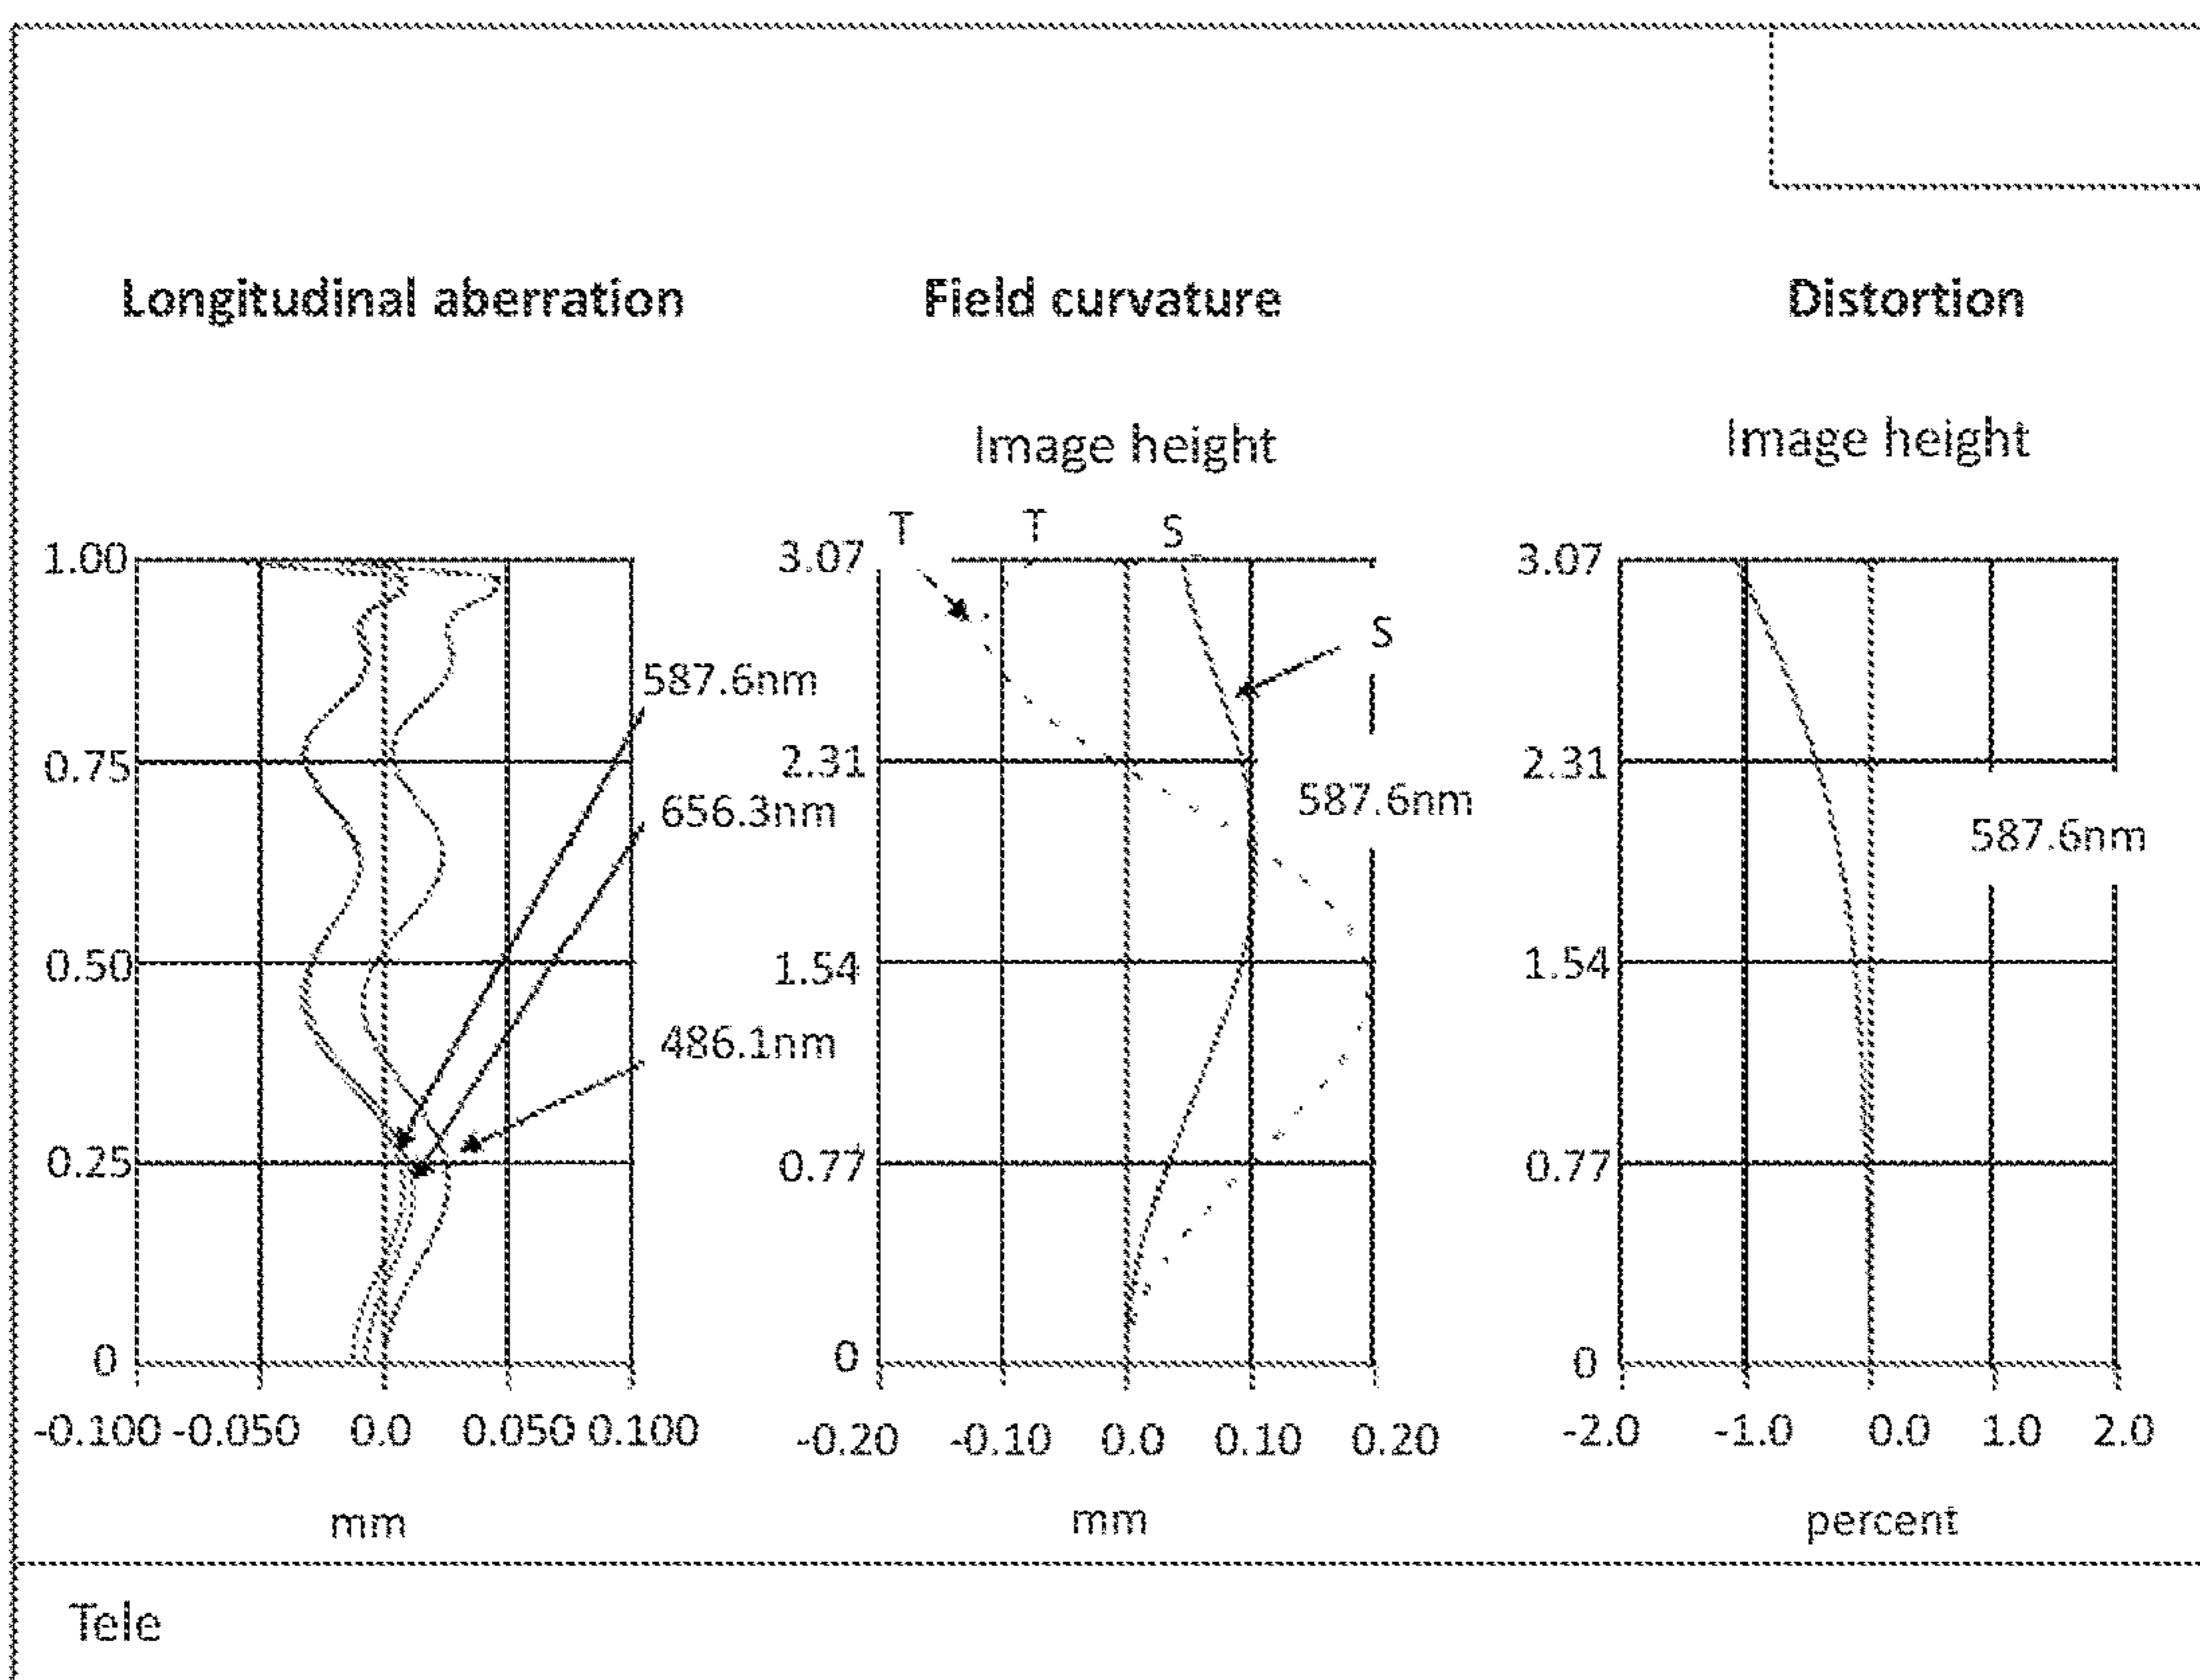 Longitudinal aberration
Field curvature
Distortion
Image height
Image height
1.00
0.75
0.50
0.25
0
587.6nm
656.3nm
486.1nm
-0.100 -0.050 0.0 0.050 0.100
mm
T T S
3.07
S
2.31
587.6nm
1.54
0.77
0
-0.20 -0.10 0.0 0.10 0.20
mm
3.07
2.31
587.6nm
1.54
0.77
0
-2.0 -1.0 0.0 1.0 2.0
percent
Tele